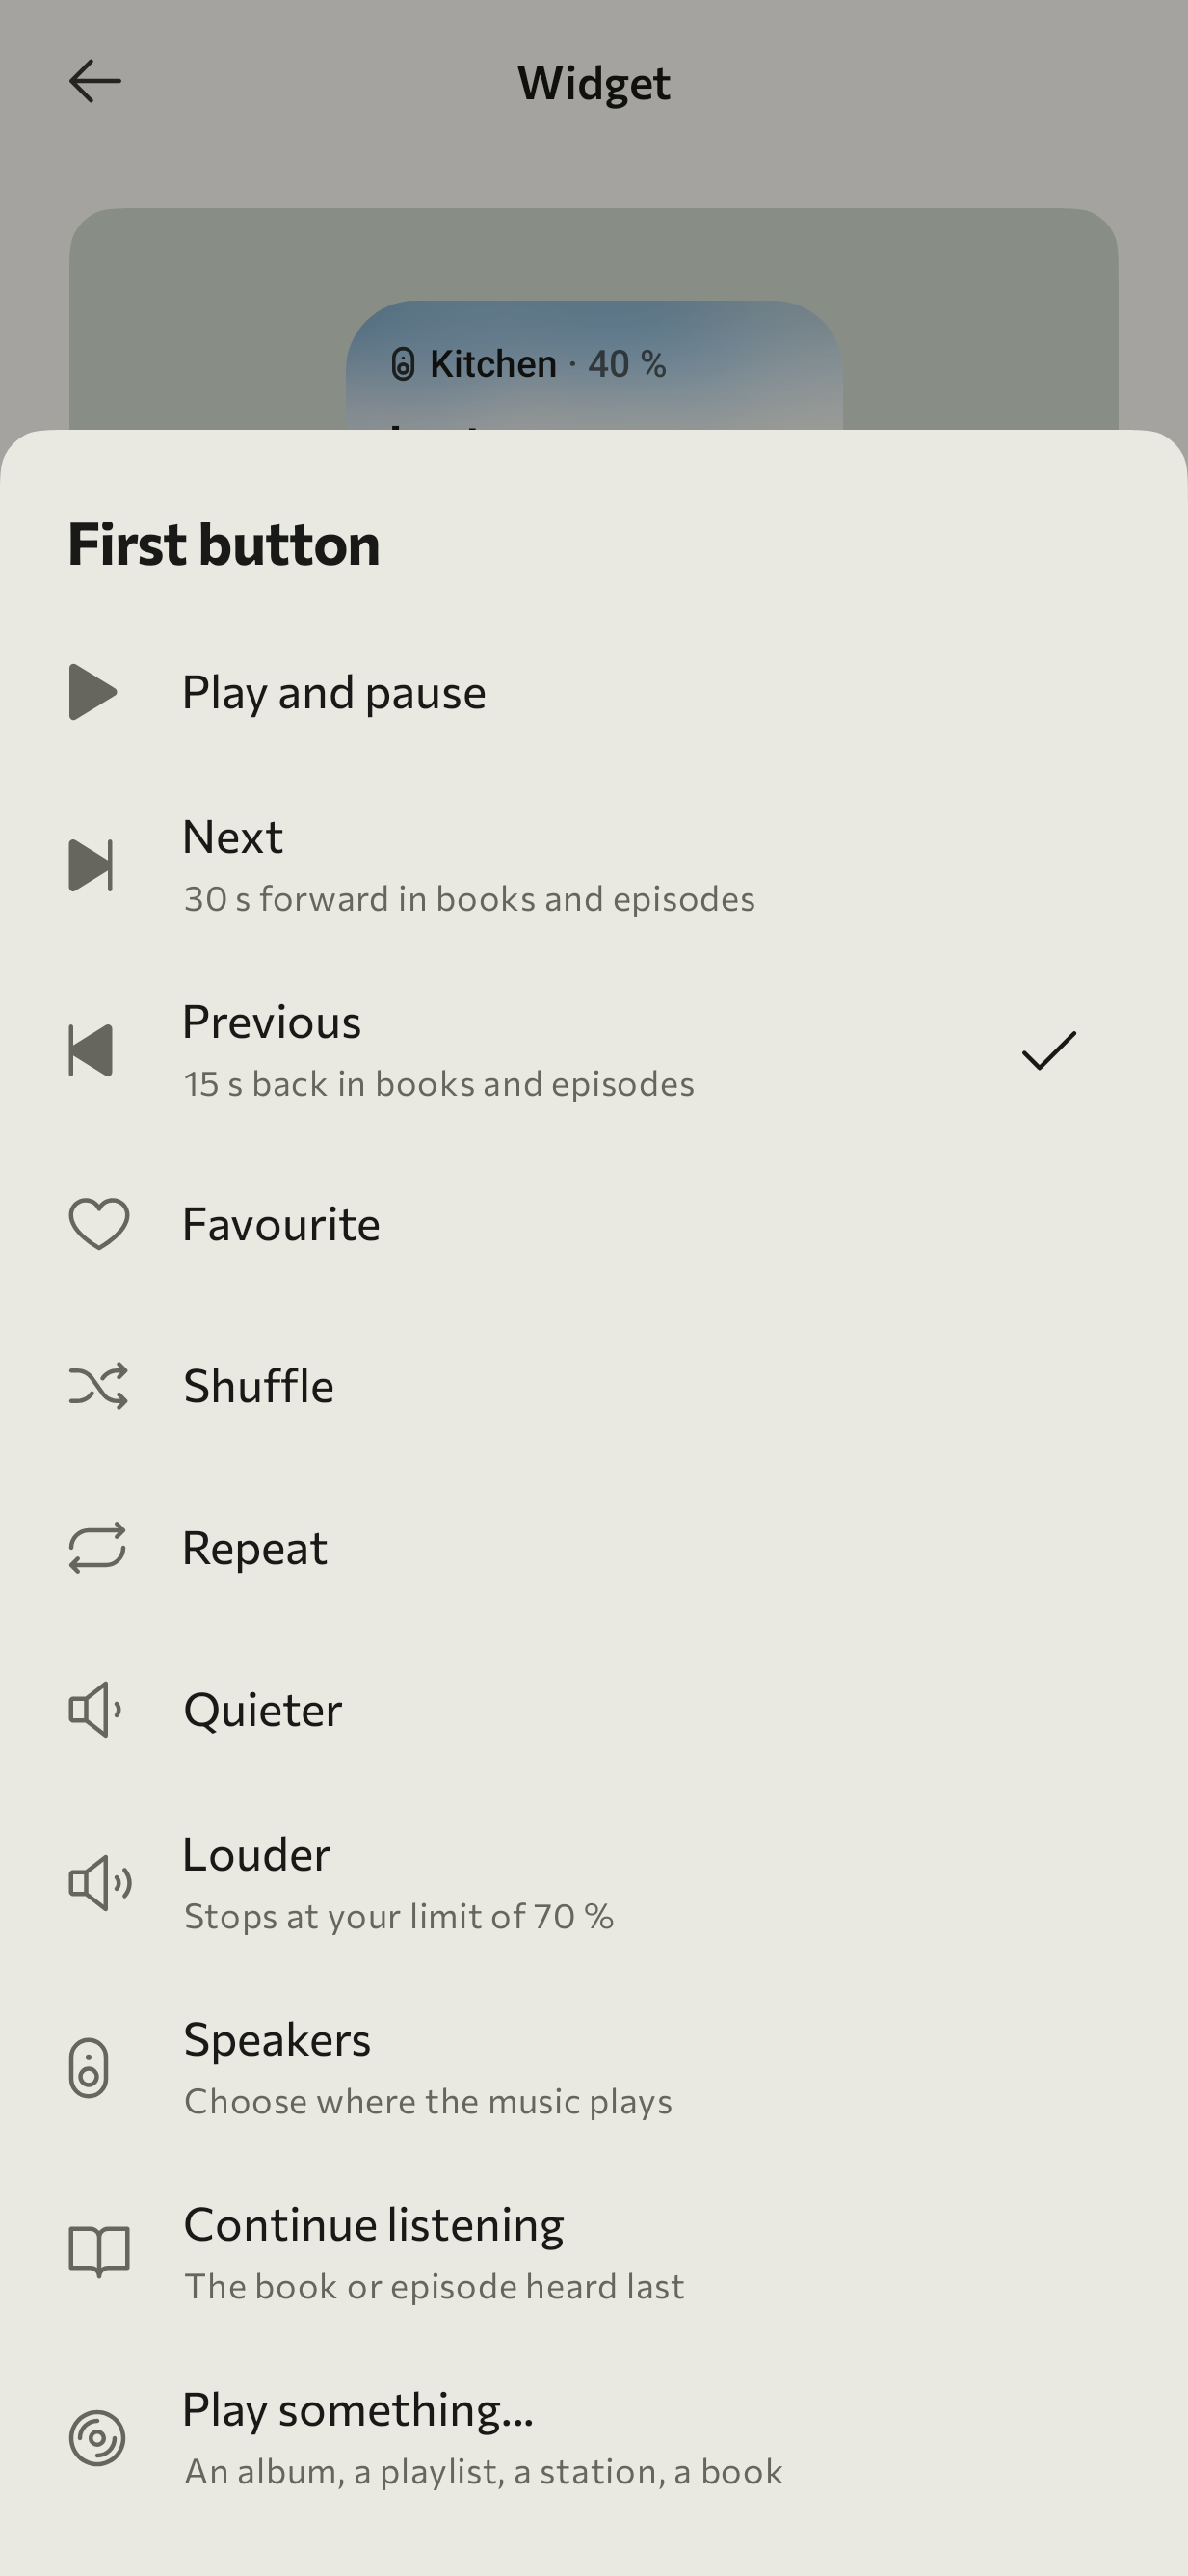 Widget
Kitchen · 40 %
First button
Play and pause
Next
30 s forward in books and episodes
Previous
15 s back in books and episodes
Favourite
Shuffle
Repeat
Quieter
Louder
Stops at your limit of 70 %
Speakers
Choose where the music plays
Continue listening
The book or episode heard last
Play something...
An album, a playlist, a station, a book